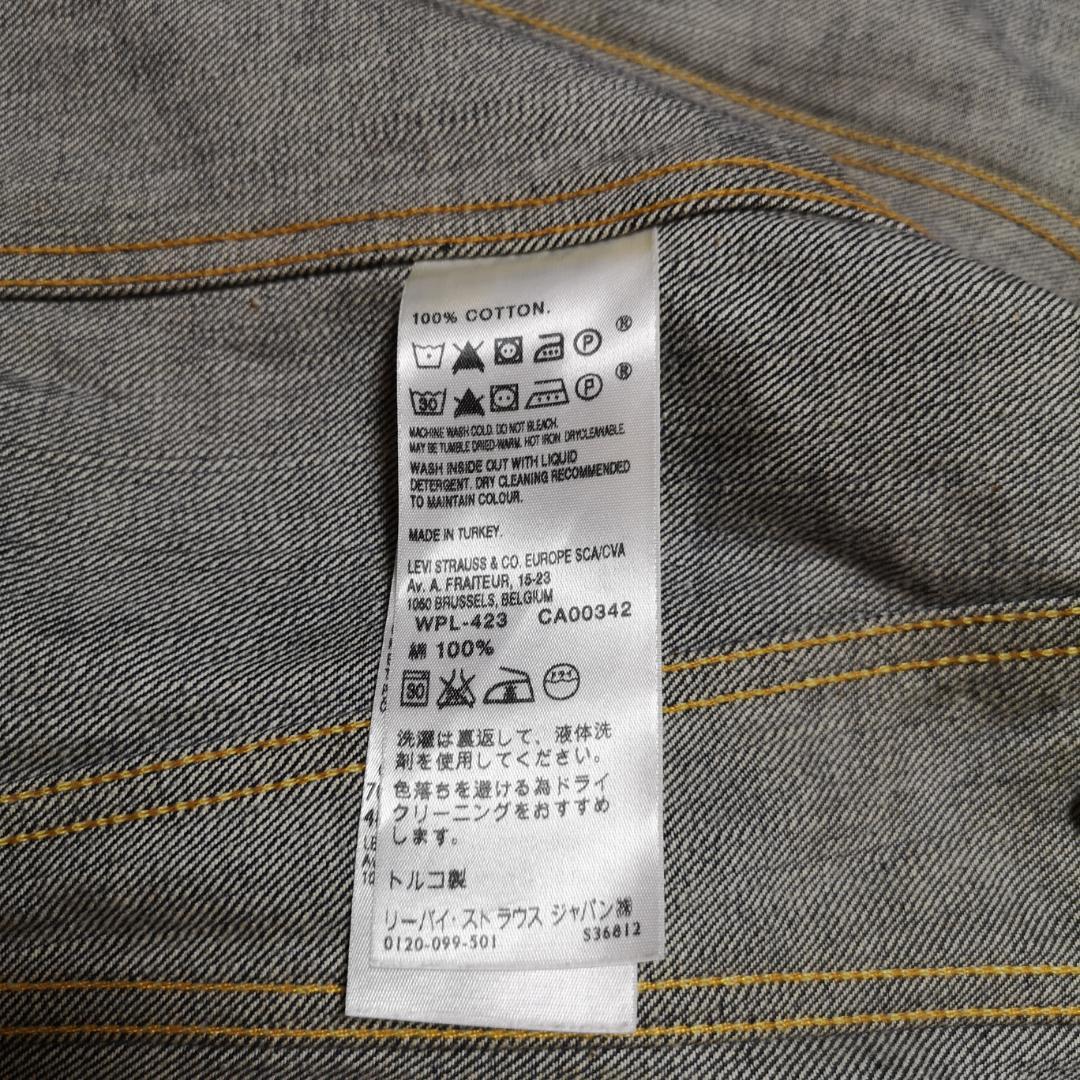 100% COTTON.
®
P
®
30
P
MACHINE WASH COLD. DO NOT BLEACH.
MAY BE TUMBLE DRIED-WARM. HOT IRON. DRYCLEANABLE.
WASH INSIDE OUT WITH LIQUID
DETERGENT. DRY CLEANING RECOMMENDED
TO MAINTAIN COLOUR.
MADE IN TURKEY.
LEVI STRAUSS & CO. EUROPE SCA/CVA
Av. A. FRAITEUR, 15-23
1050 BRUSSELS, BELGIUM
WPL-423 CA00342
綿 100%
30
ドライ
洗濯は裏返して、液体洗
剤を使用してください。
色落ちを避ける為ドライ
クリーニングをおすすめ
します。
トルコ製
リーバイ・ストラウス ジャパン㈱
0120-099-501 S36812